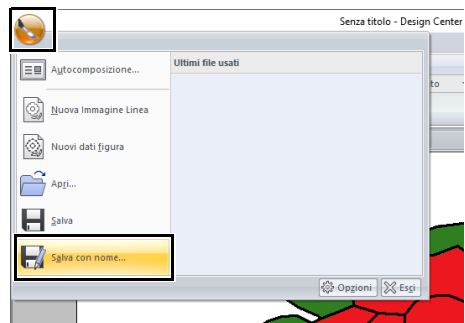 Senza titolo - Design Center
Ultimi file usati
Autocomposizione...
to
Nuova Immagine Linea
Nuovi dati figura
Apri...
Salva
Salva con nome...
Opzioni
Esci